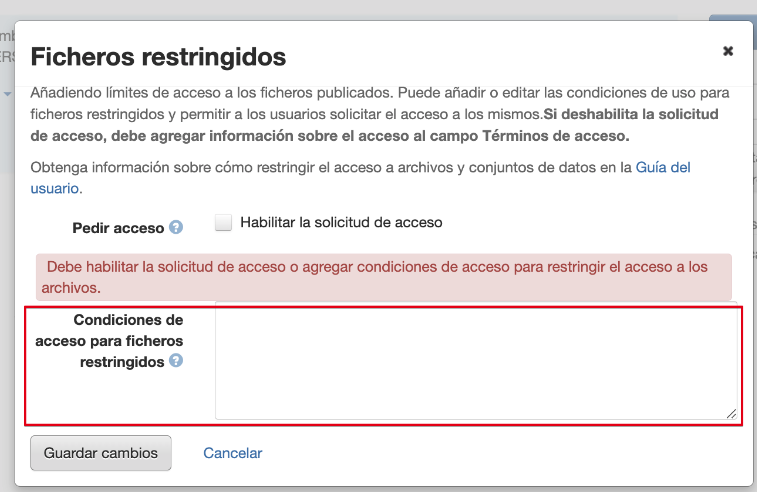 Ficheros restringidos
Añadiendo límites de acceso a los ficheros publicados. Puede añadir o editar las condiciones de uso para
ficheros restringidos y permitir a los usuarios solicitar el acceso a los mismos.Si deshabilita la solicitud
de acceso, debe agregar información sobre el acceso al campo Términos de acceso.
Obtenga información sobre cómo restringir el acceso a archivos y conjuntos de datos en la Guía del
usuario.
Pedir acceso ? Habilitar la solicitud de acceso
Debe habilitar la solicitud de acceso o agregar condiciones de acceso para restringir el acceso a los
archivos.
Condiciones de
acceso para ficheros
restringidos ?
Guardar cambios Cancelar